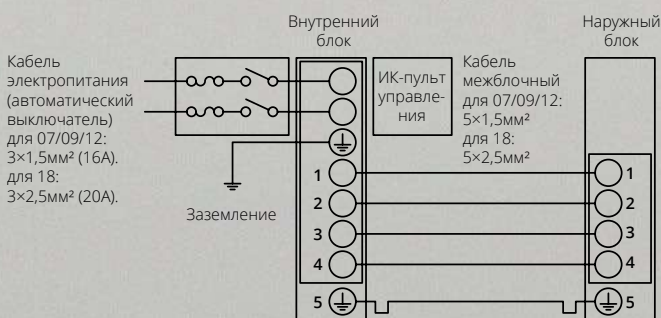 Внутренний
блок
Наружный
блок
Кабель
электропитания
(автоматический
выключатель)
для 07/09/12:
3×1,5мм² (16А).
для 18:
3×2,5мм² (20А).
ИК-пульт
управле-
ния
Кабель
межблочный
для 07/09/12:
5×1,5мм²
для 18:
5×2,5мм²
Заземление
1
2
3
4
5
1
2
3
4
5